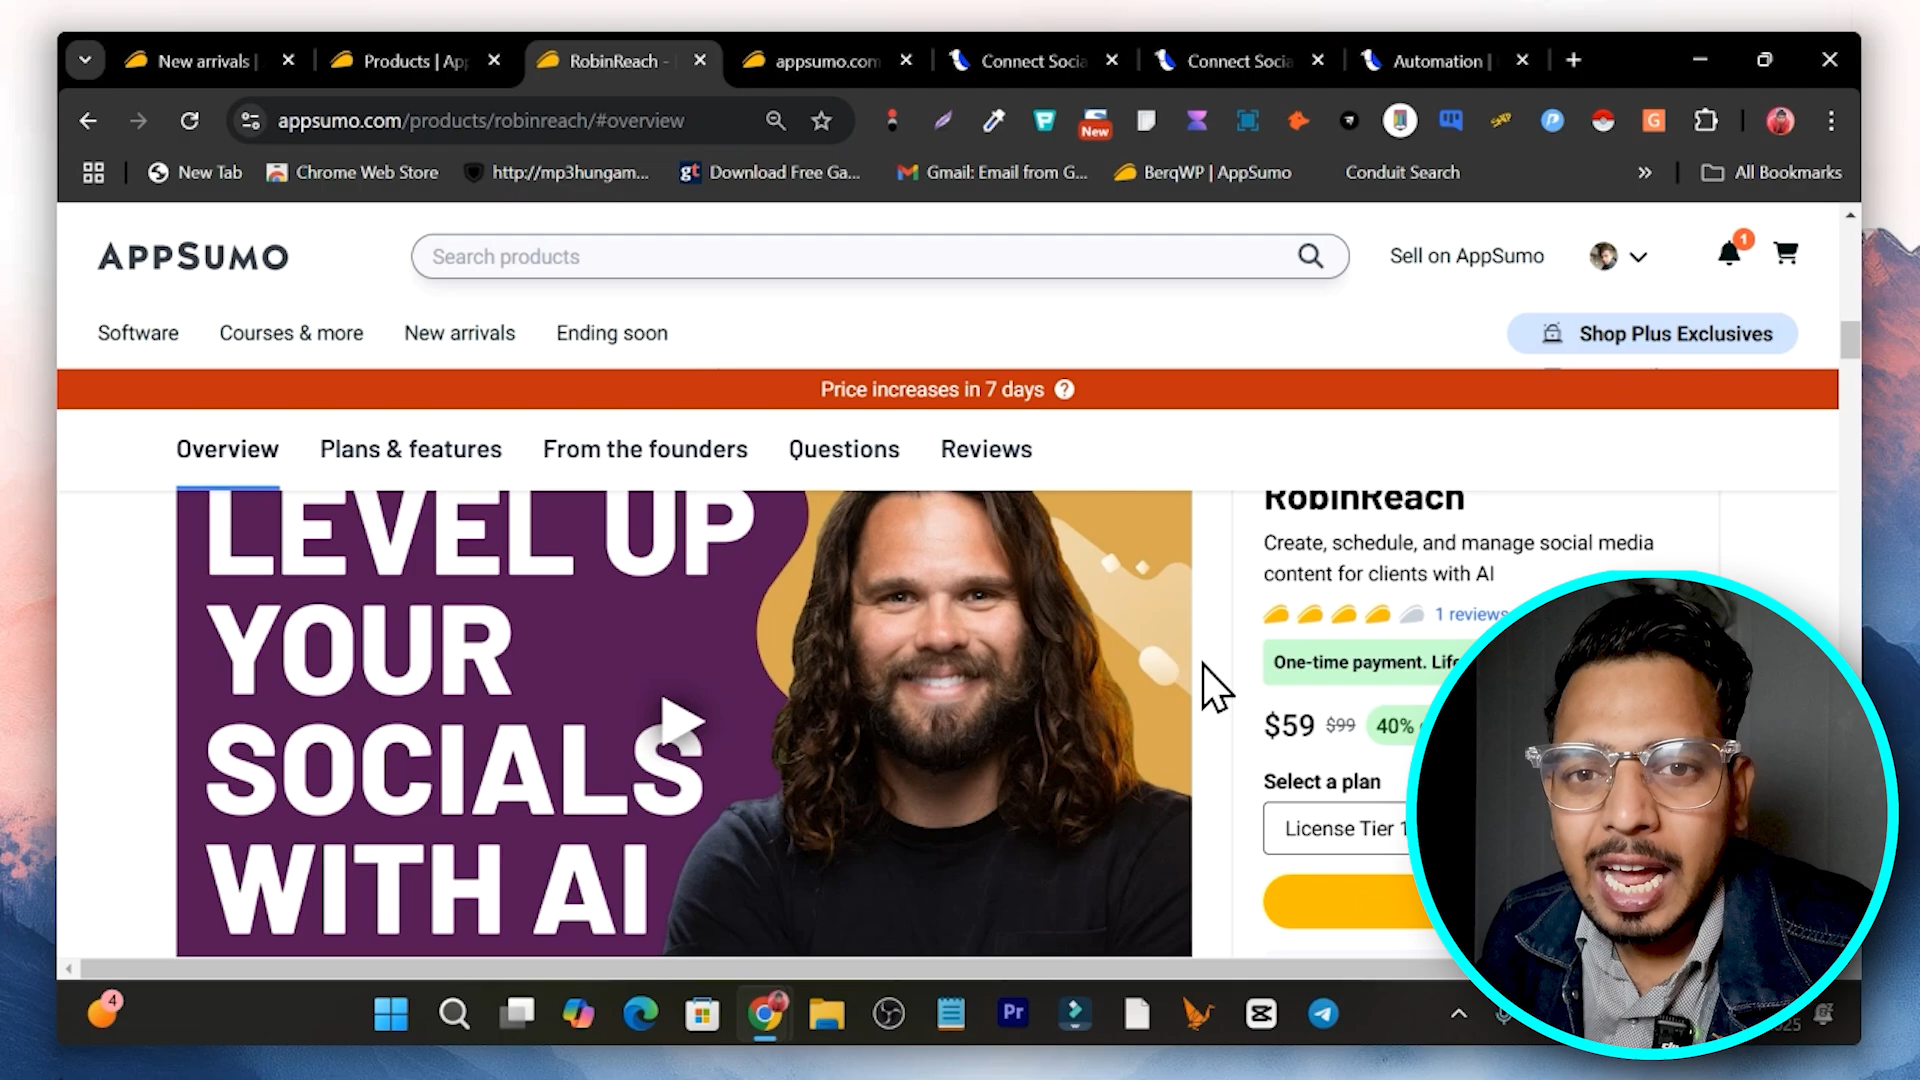 New arrivals |
Products | App
RobinReach -
appsumo.com
Connect Socia
Connect Socia
Automation |
appsumo.com/products/robinreach/#overview
New
New Tab
Chrome Web Store
http://mp3hungam...
gt
Download Free Ga...
Gmail: Email from G...
BerqWP | AppSumo
Conduit Search
All Bookmarks
APPSUMO
Search products
Sell on AppSumo
1
Software
Courses & more
New arrivals
Ending soon
Shop Plus Exclusives
Price increases in 7 days ?
Overview
Plans & features
From the founders
Questions
Reviews
LEVEL UP
YOUR
SOCIALS
WITH AI
RobinReach
Create, schedule, and manage social media
content for clients with AI
1 reviews
One-time payment. Life
$59 $99 40%
Select a plan
License Tier 1
4
Pr